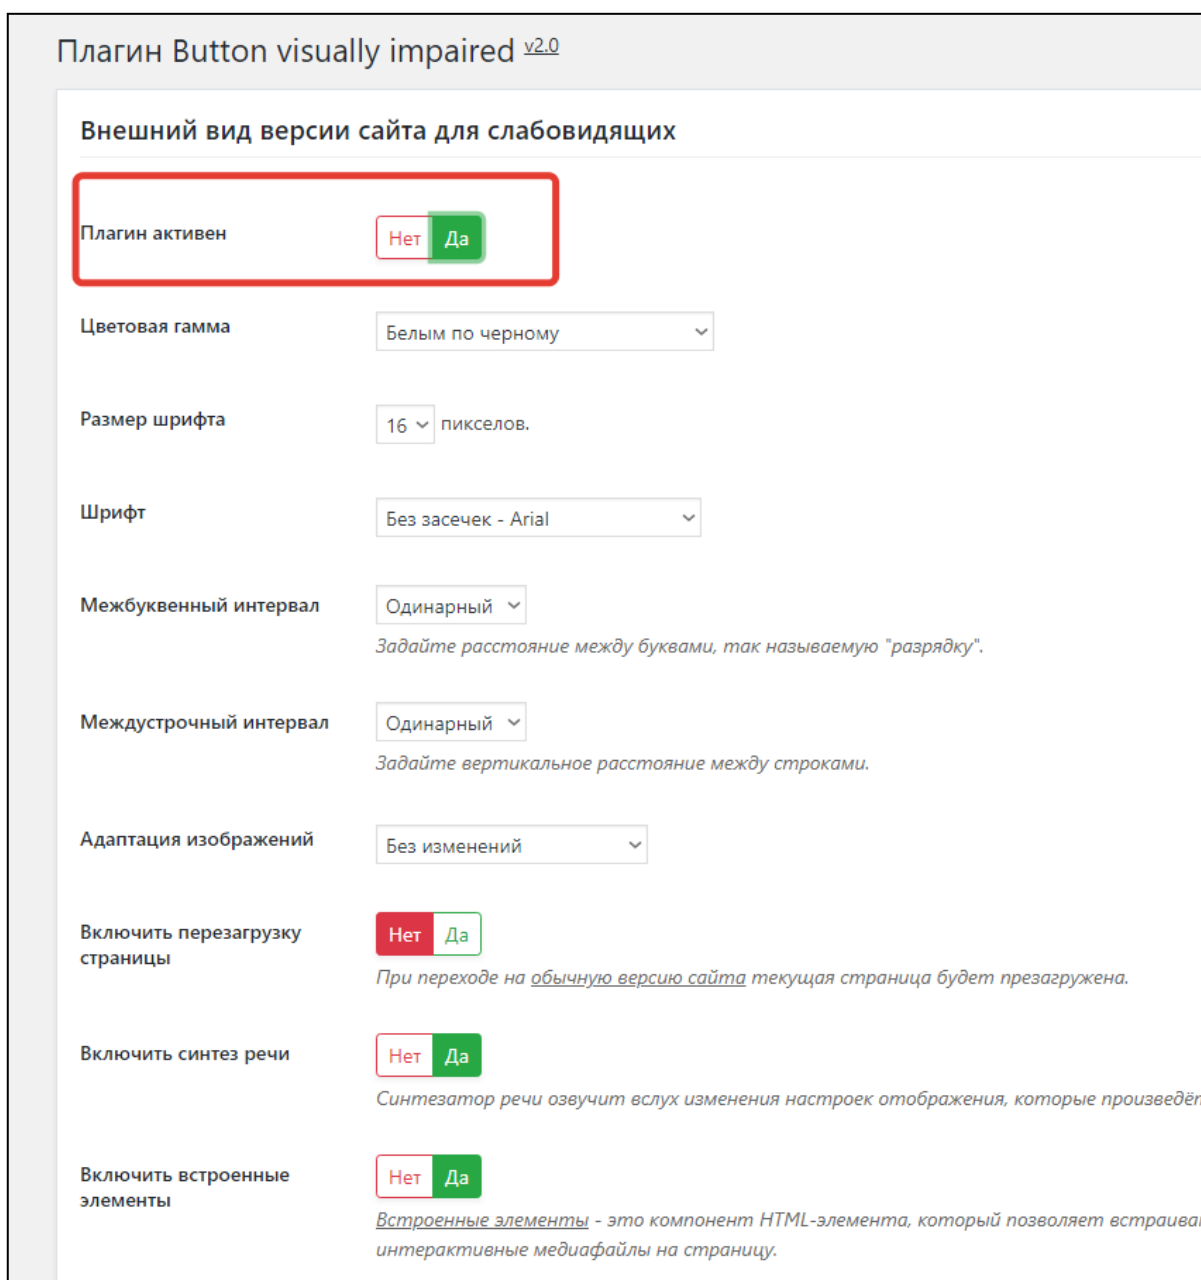 Плагин Button visually impaired v2.0
Внешний вид версии сайта для слабовидящих
Плагин активен
Нет Да
Цветовая гамма
Белым по черному
Размер шрифта
16 пикселов.
Шрифт
Без засечек - Arial
Межбуквенный интервал
Одинарный
Задайте расстояние между буквами, так называемую "разрядку".
Междустрочный интервал
Одинарный
Задайте вертикальное расстояние между строками.
Адаптация изображений
Без изменений
Включить перезагрузку
страницы
Нет Да
При переходе на обычную версию сайта текущая страница будет презагружена.
Включить синтез речи
Нет Да
Синтезатор речи озвучит вслух изменения настроек отображения, которые
Включить встроенные
элементы
Нет Да
Встроенные элементы - это компонент HTML-элемента, который позволяет
интерактивные медиафайлы на страницу.